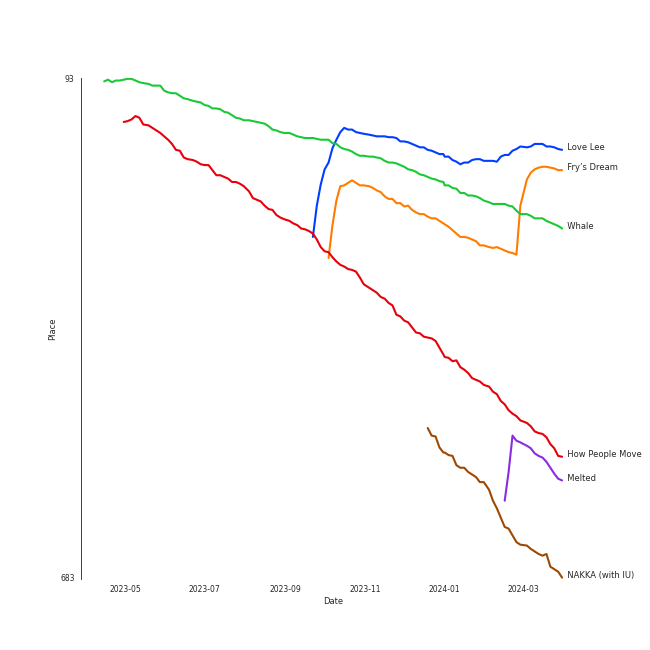 93
Love Lee
Fry's Dream
Whale
Place
How People Move
Melted
NAKKA (with IU)
683
2023-05 2023-07 2023-09 2023-11 2024-01 2024-03
Date